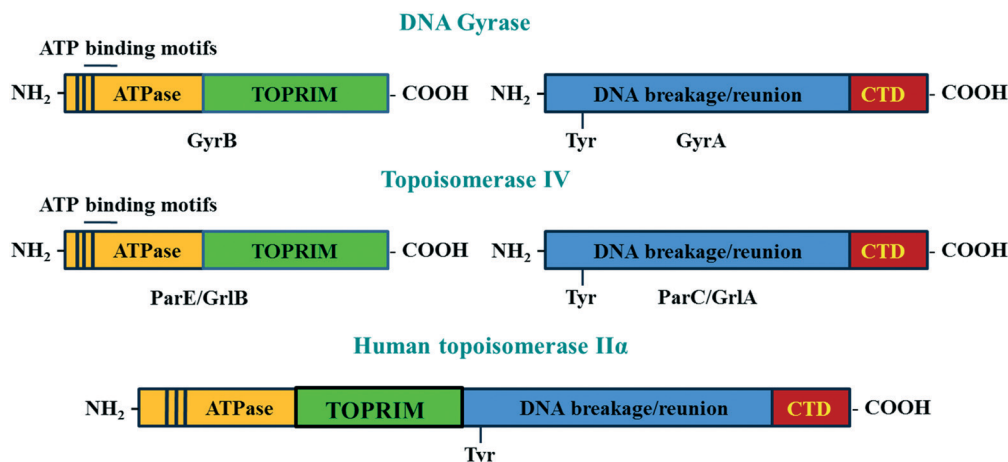 DNA Gyrase
ATP binding motifs
NH2 ATPase TOPRIM COOH NH2 DNA breakage/reunion CTD COOH
GyrB Tyr GyrA
Topoisomerase IV
ATP binding motifs
NH2 ATPase TOPRIM COOH NH2 DNA breakage/reunion CTD COOH
ParE/GrlB Tyr ParC/GrlA
Human topoisomerase IIα
NH2 ATPase TOPRIM DNA breakage/reunion CTD COOH
Tyr